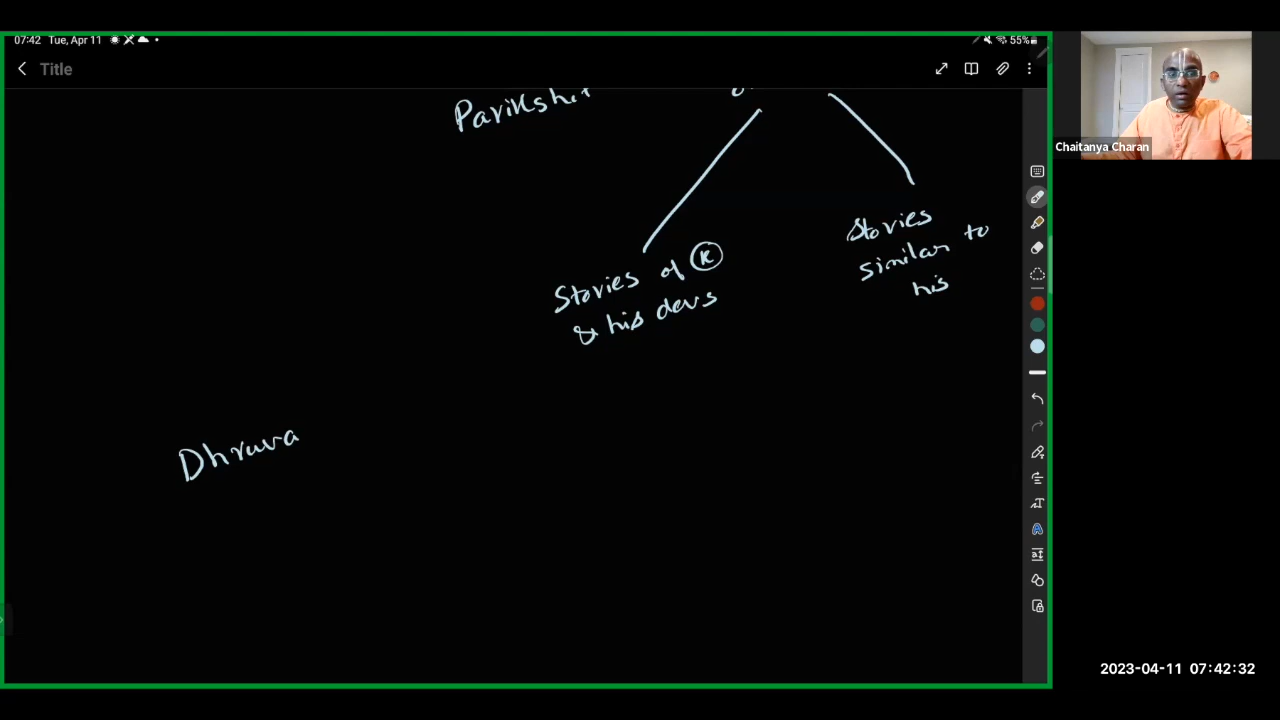 07:42 Tue, Apr 11
55%
Title
Parikshit
Stories of K
& his devs
Stories
similar to
his
Dhruva
Chaitanya Charan
2023-04-11 07:42:32